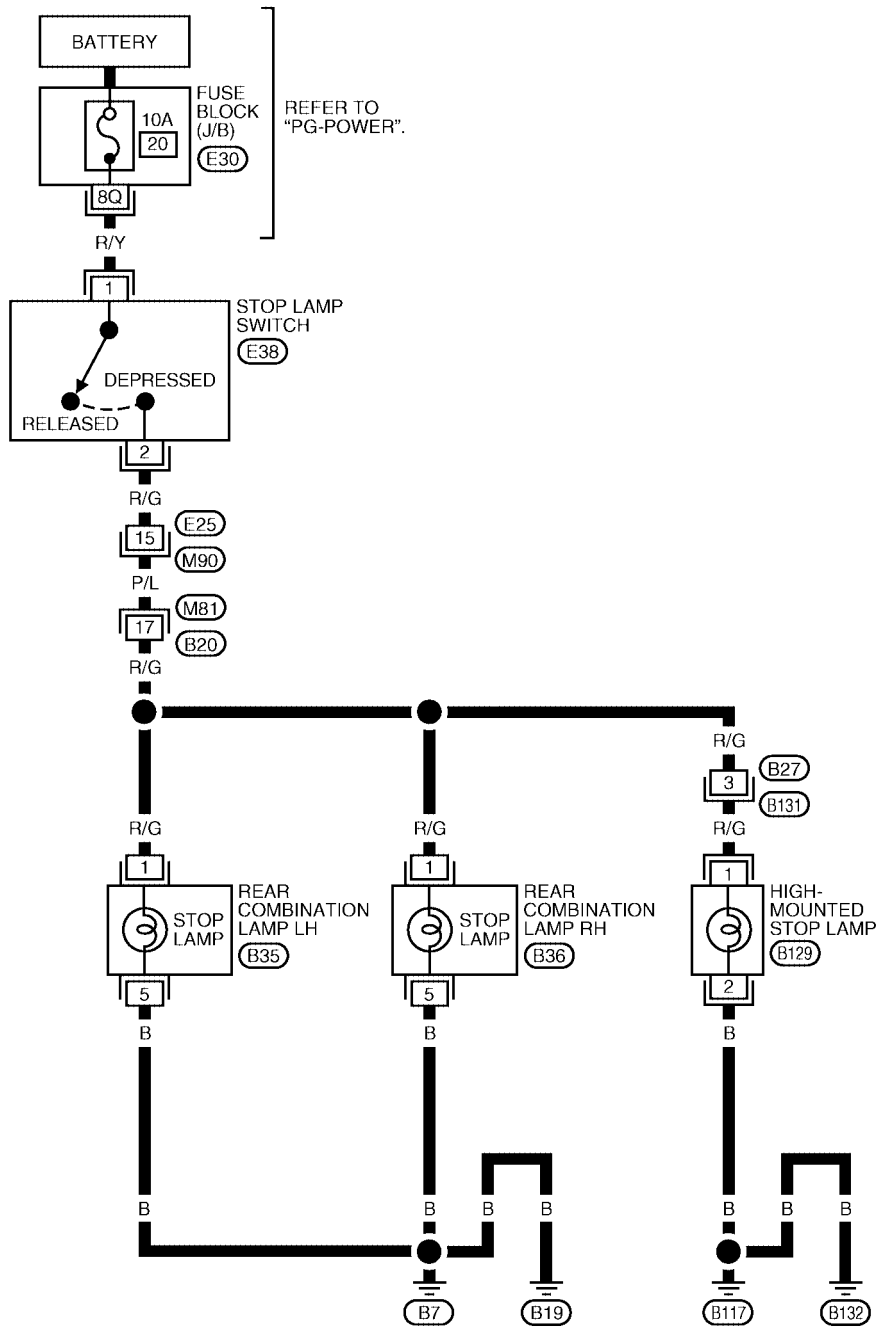 BATTERY
FUSE
BLOCK
(J/B)
E30
10A
20
REFER TO
“PG-POWER”.
8Q
R/Y
1
STOP LAMP
SWITCH
E38
DEPRESSED
RELEASED
2
R/G
15
E25
M90
P/L
17
M81
B20
R/G
R/G
3
B27
B131
R/G
R/G
R/G
1
1
1
STOP
LAMP
REAR
COMBINATION
LAMP LH
B35
STOP
LAMP
REAR
COMBINATION
LAMP RH
B36
HIGH-
MOUNTED
STOP LAMP
B129
5
5
2
B
B
B
B
B
B
B
B
B
B
B7
B19
B117
B132